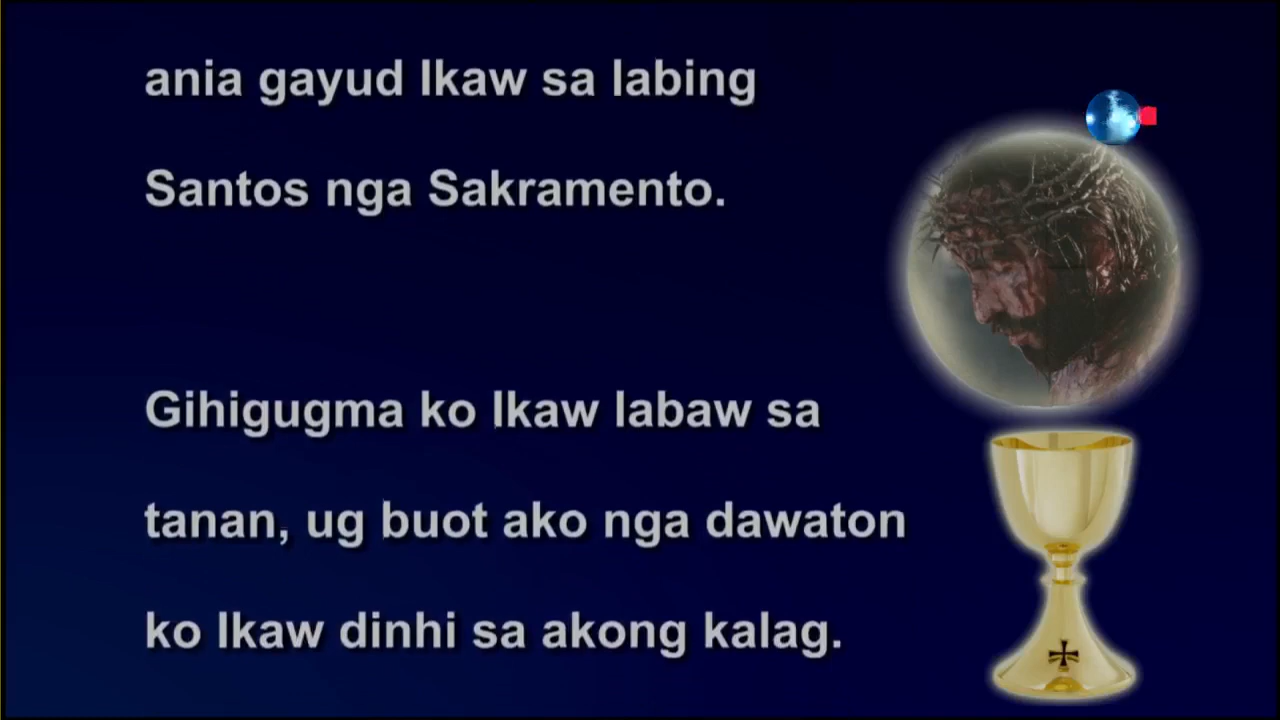 ania gayud Ikaw sa labing
Santos nga Sakramento.
Gihigugma ko Ikaw labaw sa
tanan, ug buot ako nga dawaton
ko Ikaw dinhi sa akong kalag.